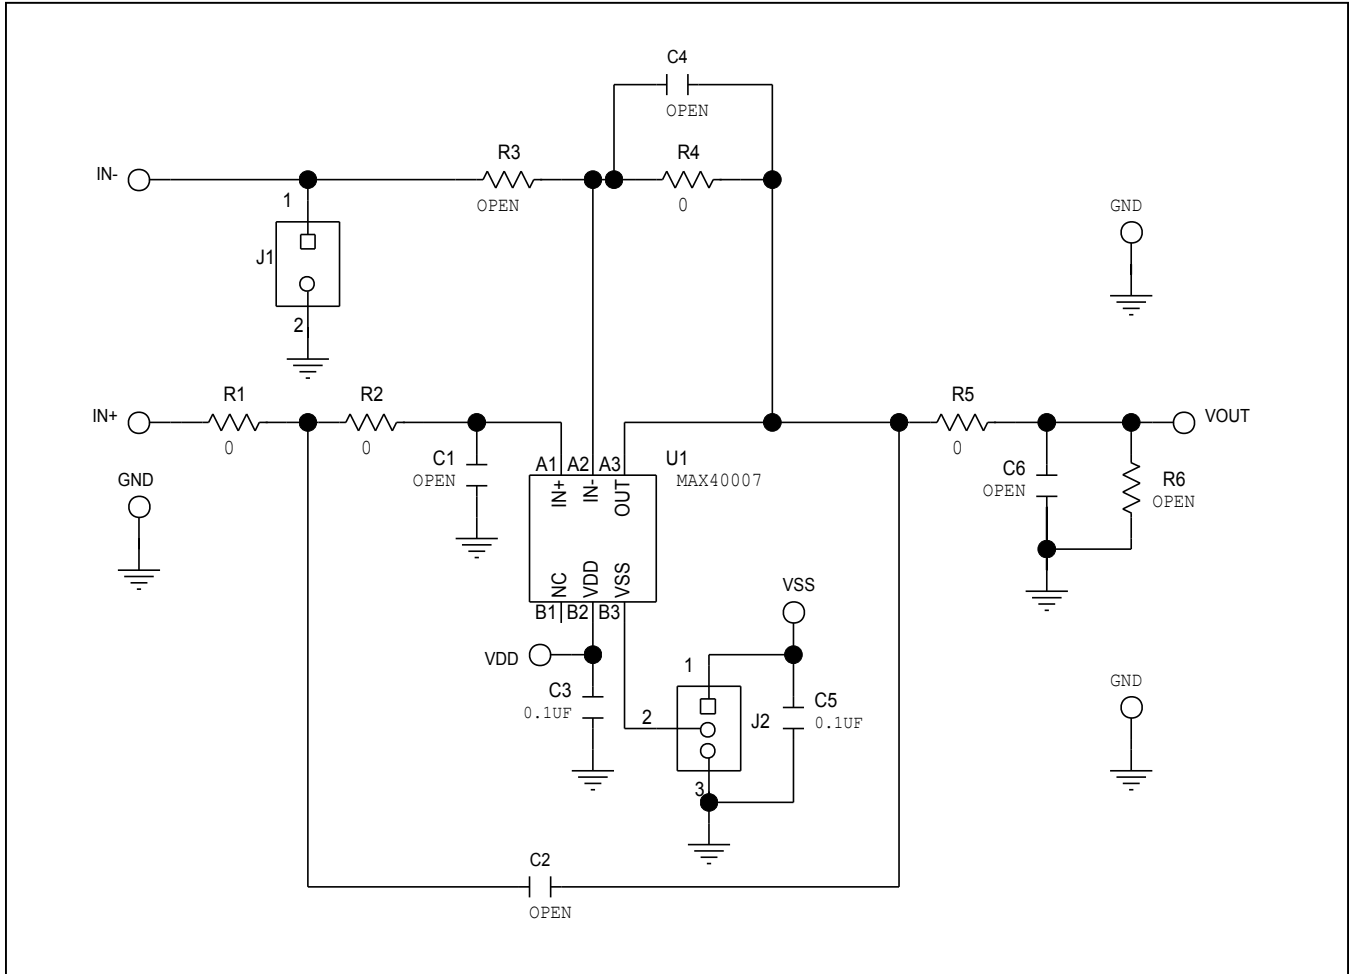 C4
OPEN
IN-
R3
OPEN
R4
0
1
J1
2
GND
IN+
R1
0
R2
0
C1
OPEN
GND
A1
A2
A3
IN+
IN-
OUT
U1
MAX40007
NC
VDD
VSS
B1
B2
B3
R5
0
VOUT
C6
OPEN
R6
OPEN
VDD
C3
0.1UF
VSS
1
2
J2
3
C5
0.1UF
GND
C2
OPEN